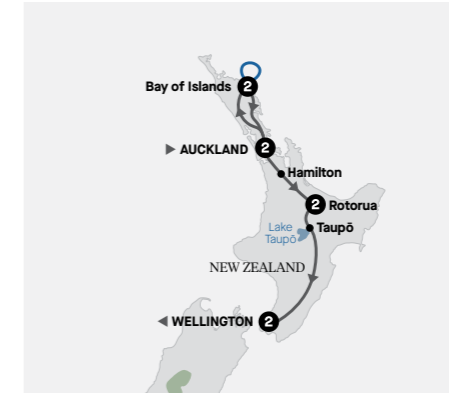 2
Bay of Islands
AUCKLAND 2
Hamilton
2 Rotorua
Lake
Taupō
Taupō
NEW ZEALAND
WELLINGTON 2